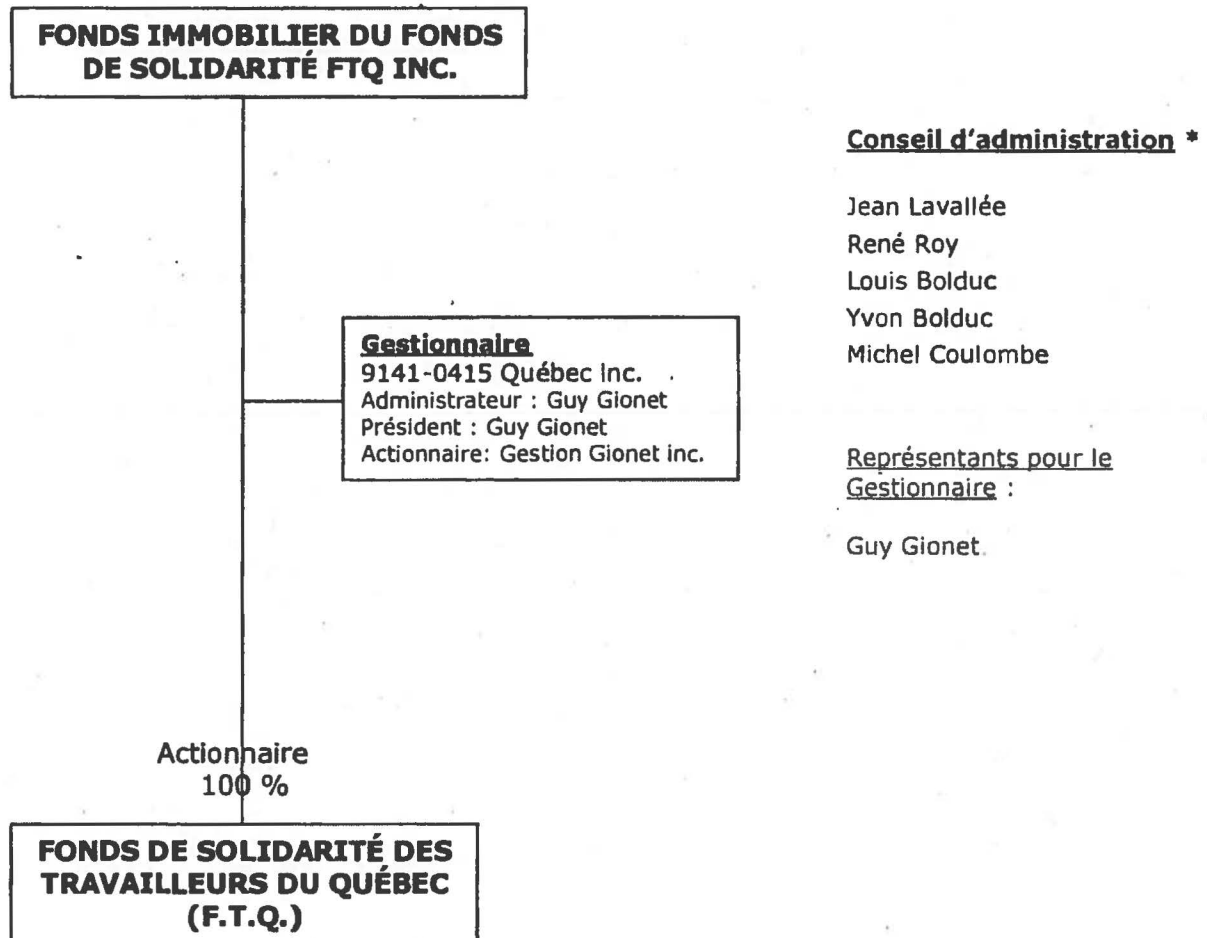 FONDS IMMOBILIER DU FONDS
DE SOLIDARITÉ FTQ INC.
Conseil d'administration *
Jean Lavallée
René Roy
Louis Bolduc
Yvon Bolduc
Michel Coulombe
Gestionnaire
9141-0415 Québec inc.
Administrateur : Guy Gionet
Président : Guy Gionet
Actionnaire: Gestion Gionet inc.
Représentants pour le
Gestionnaire :
Guy Gionet
Actionnaire
100 %
FONDS DE SOLIDARITÉ DES
TRAVAILLEURS DU QUÉBEC
(F.T.Q.)